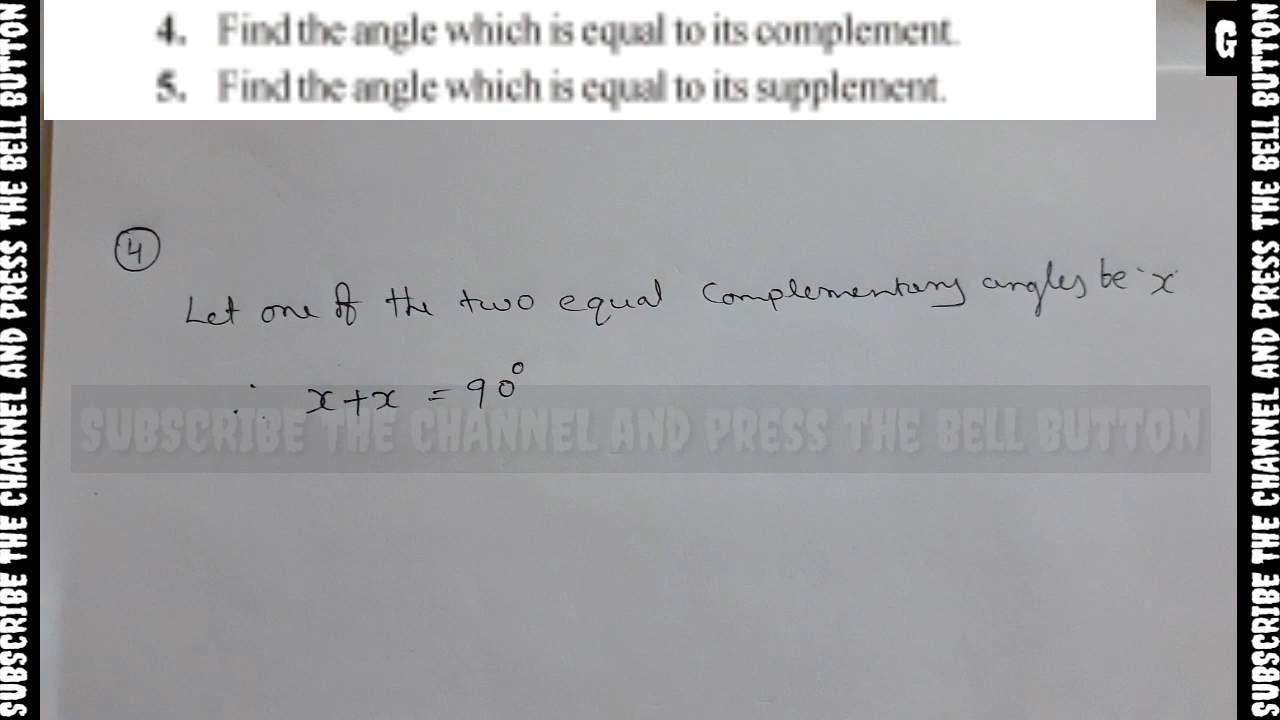 4. Find the angle which is equal to its complement.
5. Find the angle which is equal to its supplement.
G
4
Let one of the two equal complementary angles be 'x'
∴ x+x = 90°
SUBSCRIBE THE CHANNEL AND PRESS THE BELL BUTTON
SUBSCRIBE THE CHANNEL AND PRESS THE BELL BUTTON
SUBSCRIBE THE CHANNEL AND PRESS THE BELL BUTTON